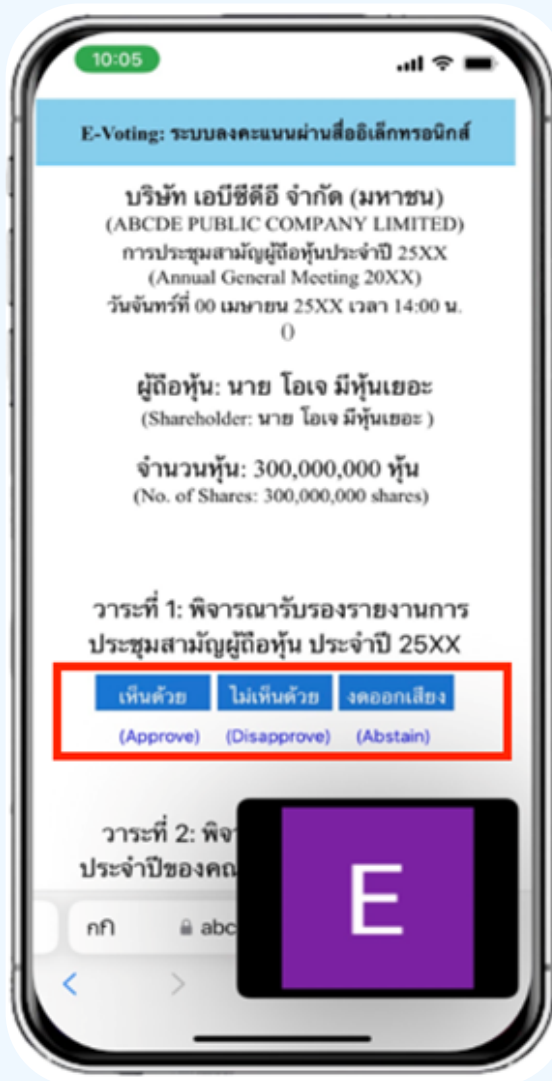 10:05
E-Voting: ระบบลงคะแนนผ่านสื่ออิเล็กทรอนิกส์
บริษัท เอบีซีดีอี จำกัด (มหาชน)
(ABCDE PUBLIC COMPANY LIMITED)
การประชุมสามัญผู้ถือหุ้นประจำปี 25XX
(Annual General Meeting 20XX)
วันจันทร์ที่ 00 เมษายน 25XX เวลา 14:00 น.
()
ผู้ถือหุ้น: นาย โอเจ มีหุ้นเยอะ
(Shareholder: นาย โอเจ มีหุ้นเยอะ )
จำนวนหุ้น: 300,000,000 หุ้น
(No. of Shares: 300,000,000 shares)
วาระที่ 1: พิจารณารับรองรายงานการ
ประชุมสามัญผู้ถือหุ้น ประจำปี 25XX
เห็นด้วย ไม่เห็นด้วย งดออกเสียง
(Approve) (Disapprove) (Abstain)
วาระที่ 2: พิจา
ประจำปีของคณ
E
กก abc